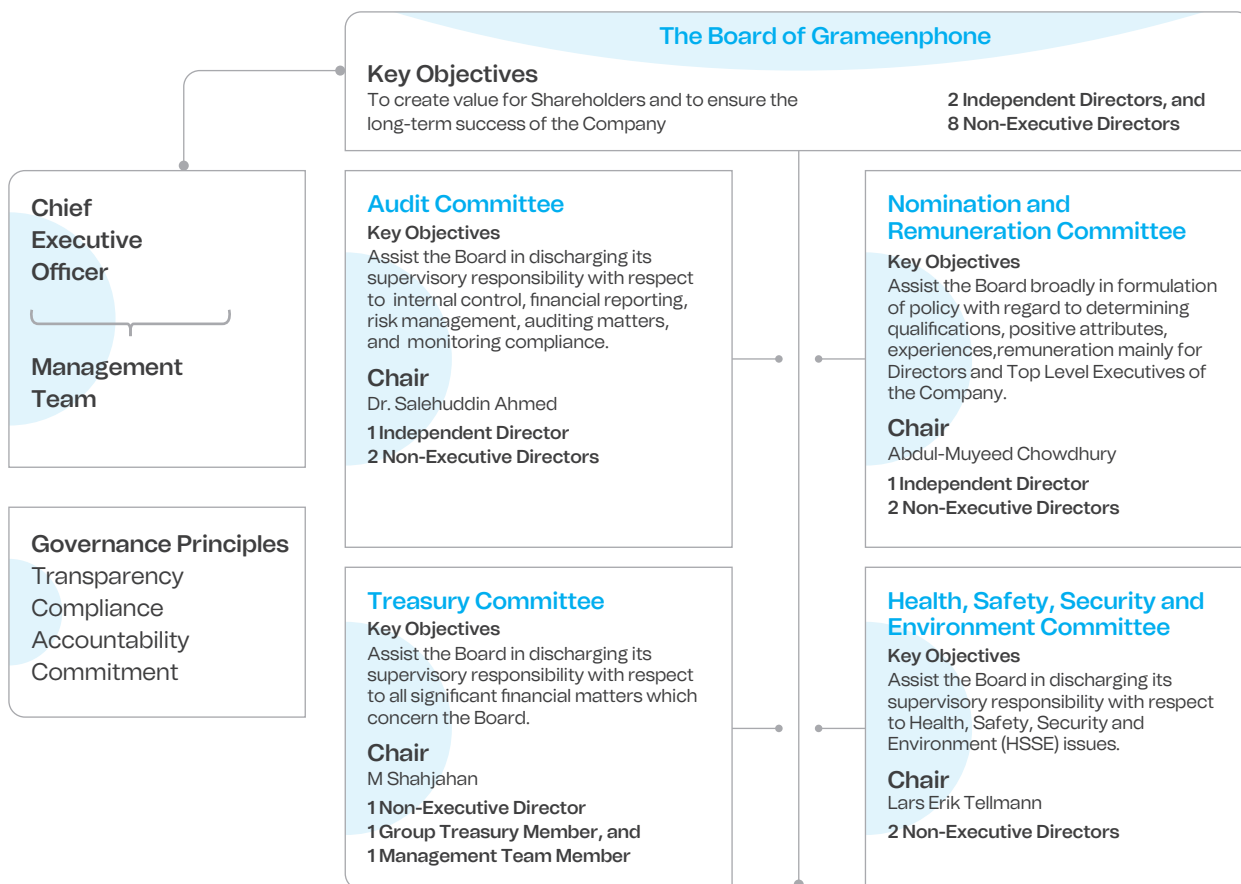 The Board of Grameenphone
Key Objectives
To create value for Shareholders and to ensure the
long-term success of the Company
2 Independent Directors, and
8 Non-Executive Directors
Chief
Executive
Officer
Management
Team
Governance Principles
Transparency
Compliance
Accountability
Commitment
Audit Committee
Key Objectives
Assist the Board in discharging its
supervisory responsibility with respect
to internal control, financial reporting,
risk management, auditing matters,
and monitoring compliance.
Chair
Dr. Salehuddin Ahmed
1 Independent Director
2 Non-Executive Directors
Nomination and
Remuneration Committee
Key Objectives
Assist the Board broadly in formulation
of policy with regard to determining
qualifications, positive attributes,
experiences,remuneration mainly for
Directors and Top Level Executives of
the Company.
Chair
Abdul-Muyeed Chowdhury
1 Independent Director
2 Non-Executive Directors
Treasury Committee
Key Objectives
Assist the Board in discharging its
supervisory responsibility with respect
to all significant financial matters which
concern the Board.
Chair
M Shahjahan
1 Non-Executive Director
1 Group Treasury Member, and
1 Management Team Member
Health, Safety, Security and
Environment Committee
Key Objectives
Assist the Board in discharging its
supervisory responsibility with respect
to Health, Safety, Security and
Environment (HSSE) issues.
Chair
Lars Erik Tellmann
2 Non-Executive Directors